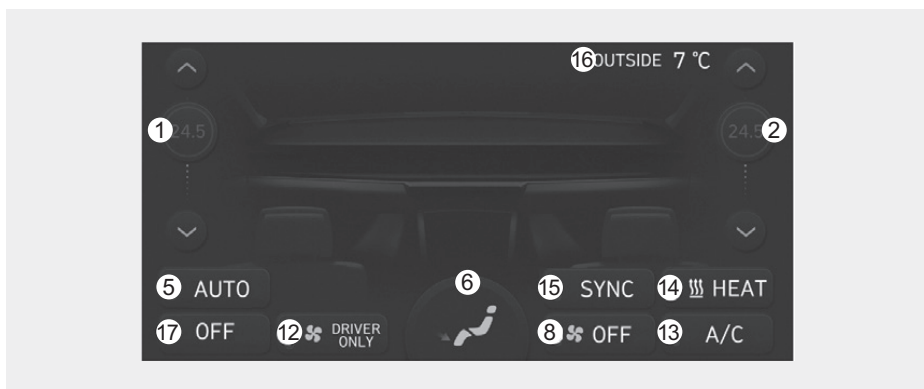 16 OUTSIDE 7 °C
1 24.5
24.5 2
6
5 AUTO
15 SYNC
14 HEAT
17 OFF
12 DRIVER ONLY
8 OFF
13 A/C